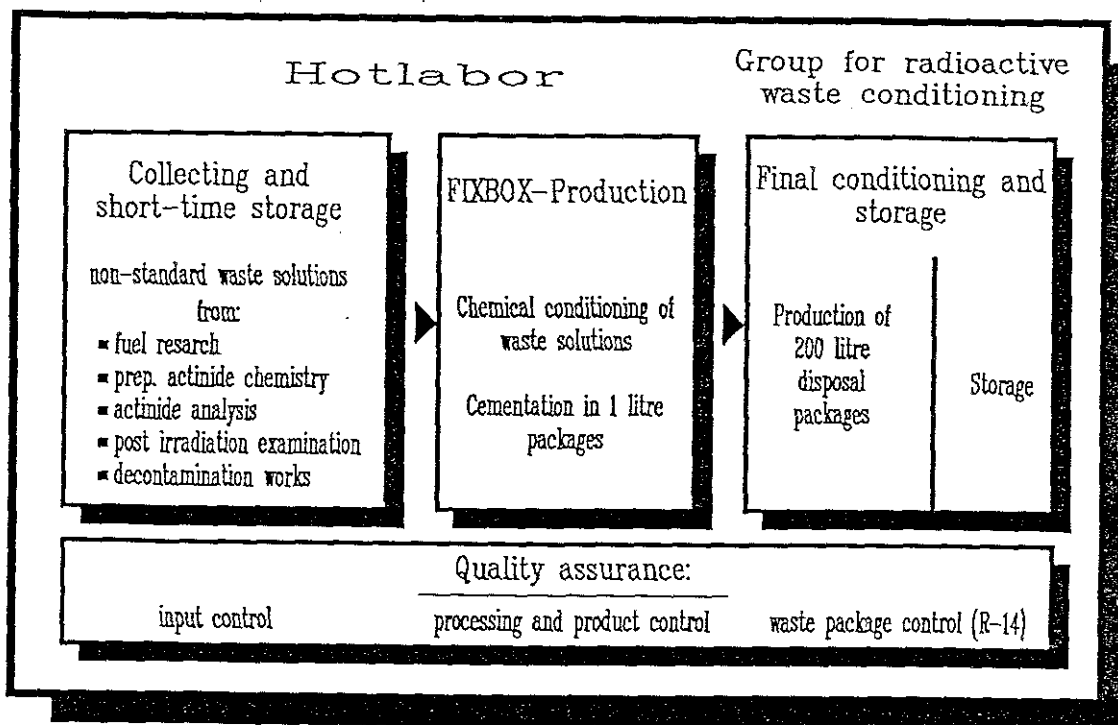 Hotlabor
Group for radioactive
waste conditioning
Collecting and
short-time storage
non-standard waste solutions
from:
▪ fuel resarch
▪ prep. actinide chemistry
▪ actinide analysis
▪ post irradiation examination
▪ decontamination works
FIXBOX-Production
Chemical conditioning of
waste solutions
Cementation in 1 litre
packages
Final conditioning and
storage
Production of
200 litre
disposal
packages
Storage
Quality assurance:
input control
processing and product control
waste package control (R-14)